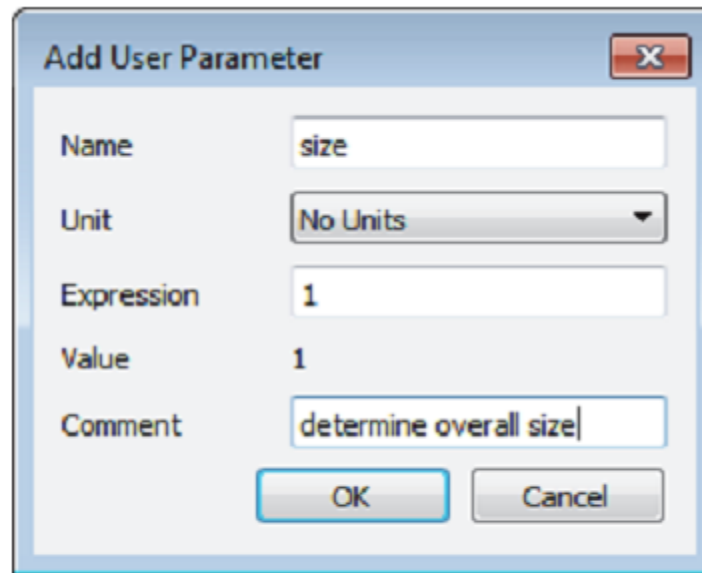 Add User Parameter
Name size
Unit No Units
Expression 1
Value 1
Comment determine overall size
OK Cancel